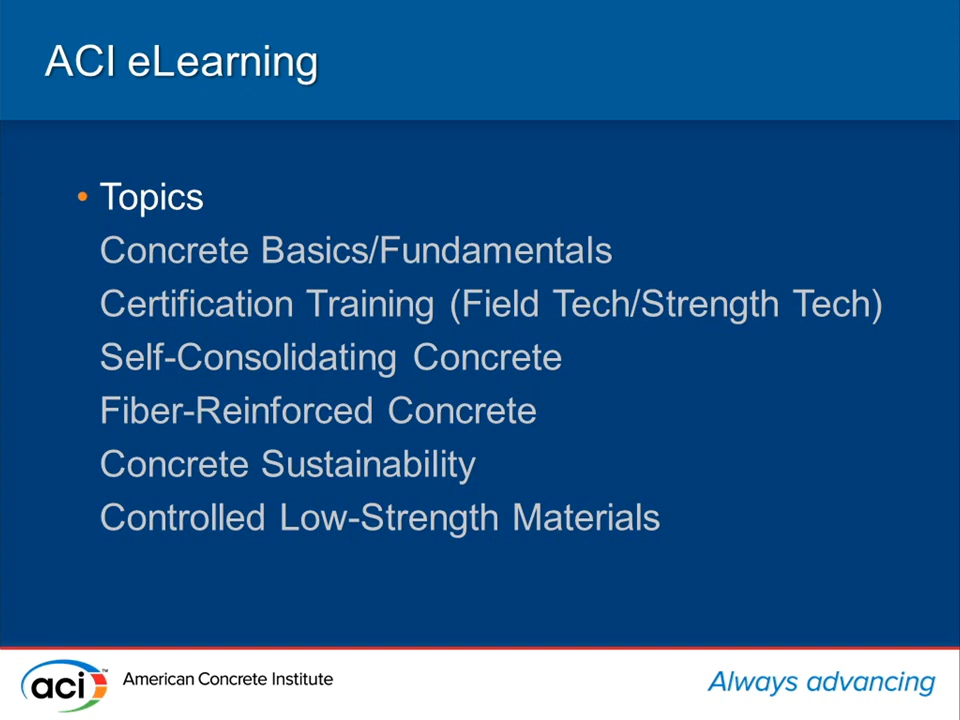 ACI eLearning
• Topics
Concrete Basics/Fundamentals
Certification Training (Field Tech/Strength Tech)
Self-Consolidating Concrete
Fiber-Reinforced Concrete
Concrete Sustainability
Controlled Low-Strength Materials
aci™ American Concrete Institute
Always advancing